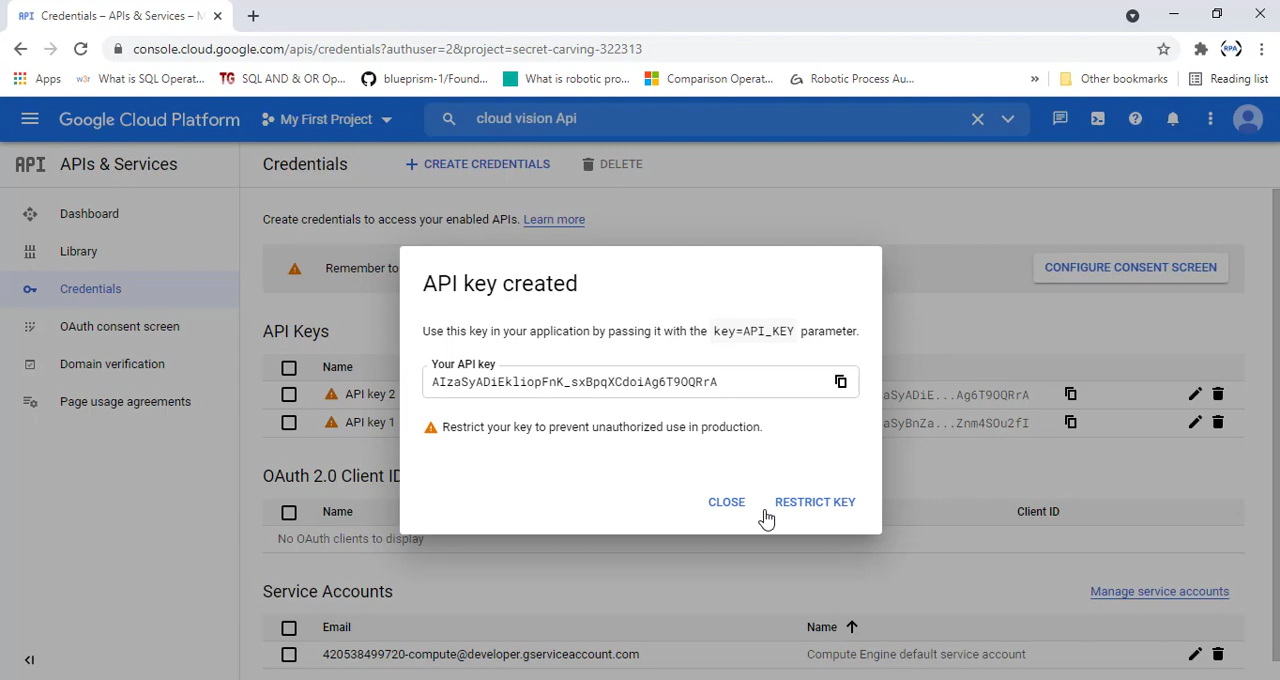 API Credentials – APIs & Services – M
console.cloud.google.com/apis/credentials?authuser=2&project=secret-carving-322313
RPA
Apps
w3r What is SQL Operat...
TG SQL AND & OR Op...
blueprism-1/Found...
What is robotic pro...
Comparison Operat...
Robotic Process Au...
»
Other bookmarks
Reading list
Google Cloud Platform
My First Project
cloud vision Api
API APIs & Services
Credentials
+ CREATE CREDENTIALS
DELETE
Dashboard
Library
Credentials
OAuth consent screen
Domain verification
Page usage agreements
Create credentials to access your enabled APIs. Learn more
Remember to
CONFIGURE CONSENT SCREEN
API Keys
Name
API key 2
aSyADiE...Ag6T9OQRrA
API key 1
aSyBnZa...Znm4SOu2fI
API key created
Use this key in your application by passing it with the key=API_KEY parameter.
Your API key
AIzaSyADiEkliopFnK_sxBpqXCdoiAg6T9OQRrA
Restrict your key to prevent unauthorized use in production.
CLOSE
RESTRICT KEY
OAuth 2.0 Client ID
Name
Client ID
No OAuth clients to display
Service Accounts
Manage service accounts
Email
Name
420538499720-compute@developer.gserviceaccount.com
Compute Engine default service account